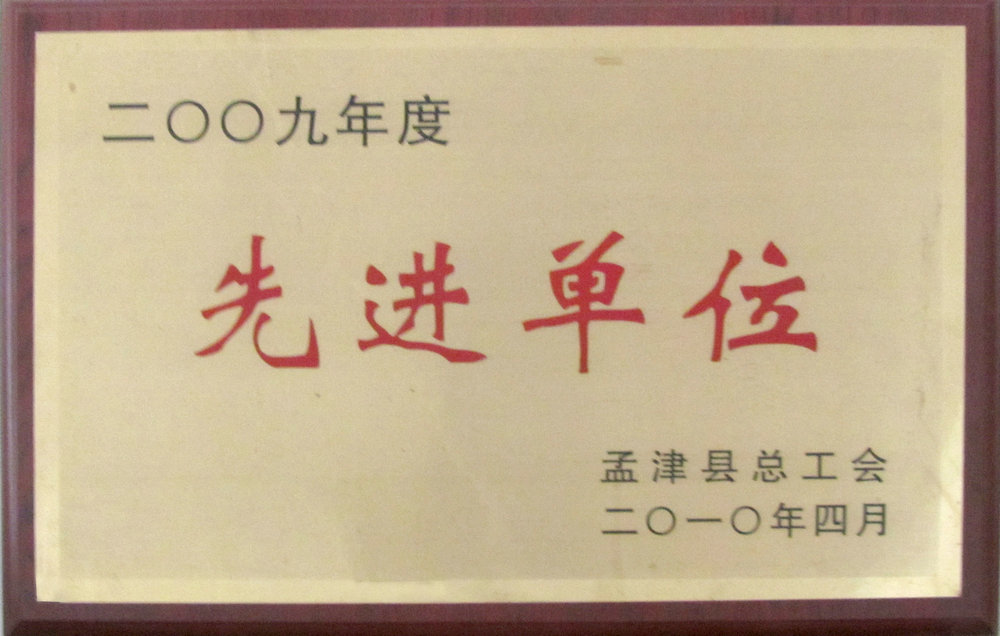 二〇〇九年度
先进单位
孟津县总工会
二〇一〇年四月